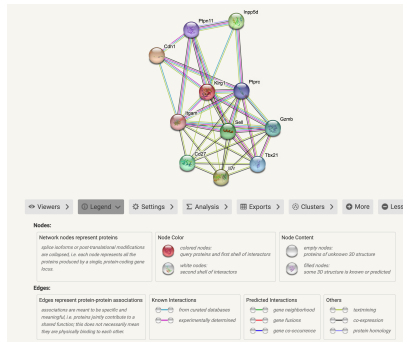 Inpp5d
Ptpn11
Cdh1
Klrg1
Ptprc
Itgam
Gzmb
Sell
Cd27
Tbx21
Il7r
Viewers
Legend
Settings
Analysis
Exports
Clusters
More
Less
Nodes:
Network nodes represent proteins
splice isoforms or post-translational modifications
are collapsed, i.e. each node represents all the
proteins produced by a single, protein-coding gene
locus.
Node Color
colored nodes:
query proteins and first shell of interactors
white nodes:
second shell of interactors
Node Content
empty nodes:
proteins of unknown 3D structure
filled nodes:
some 3D structure is known or predicted
Edges:
Edges represent protein-protein associations
associations are meant to be specific and
meaningful, i.e. proteins jointly contribute to a
shared function; this does not necessarily mean
they are physically binding to each other.
Known Interactions
from curated databases
experimentally determined
Predicted Interactions
gene neighborhood
gene fusions
gene co-occurrence
Others
textmining
co-expression
protein homology